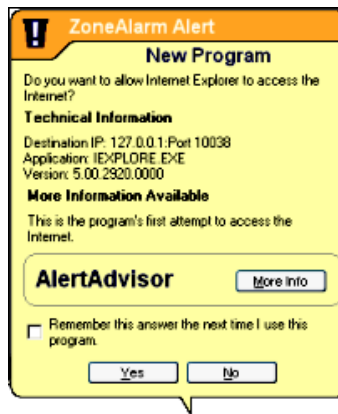 ZoneAlarm Alert
New Program
Do you want to allow Internet Explorer to access the
Internet?
Technical Information
Destination IP: 127.0.0.1:Port 10038
Application: IEXPLORE.EXE
Version: 5.00.2920.0000
More Information Available
This is the program's first attempt to access the
Internet.
AlertAdvisor
More Info
Remember this answer the next time I use this
program.
Yes No